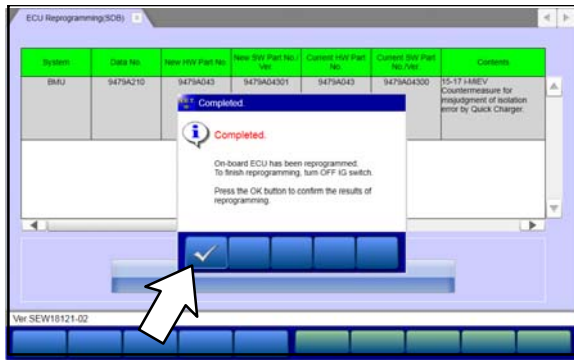 ECU Reprogramming(SDB)
System Data No. New HW Part No. New SW Part No./ Ver. Current HW Part No. Current SW Part No./Ver. Contents
BMU 9479A210 9479A043 9479A04301 9479A043 9479A04300 15-17 i-MiEV
Countermeasure for
misjudgment of isolation
error by Quick Charger.
Completed.
Completed.
On-board ECU has been reprogrammed.
To finish reprogramming, turn OFF IG switch.
Press the OK button to confirm the results of
reprogramming.
Ver.SEW18121-02